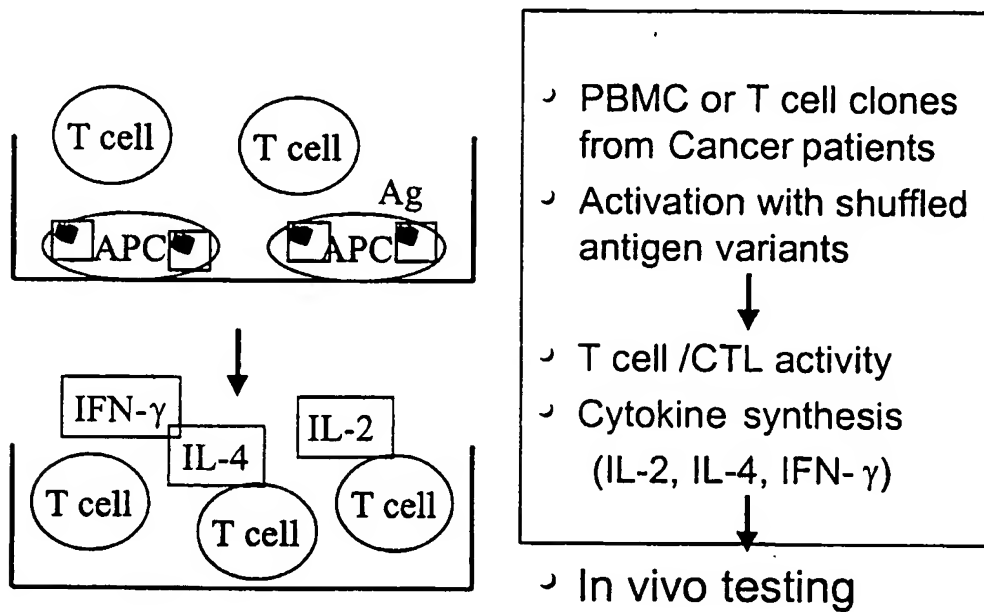 T cell
T cell
Ag
APC
APC
IFN-γ
IL-4
IL-2
T cell
T cell
T cell
PBMC or T cell clones
from Cancer patients
Activation with shuffled
antigen variants
T cell /CTL activity
Cytokine synthesis
(IL-2, IL-4, IFN- γ)
In vivo testing